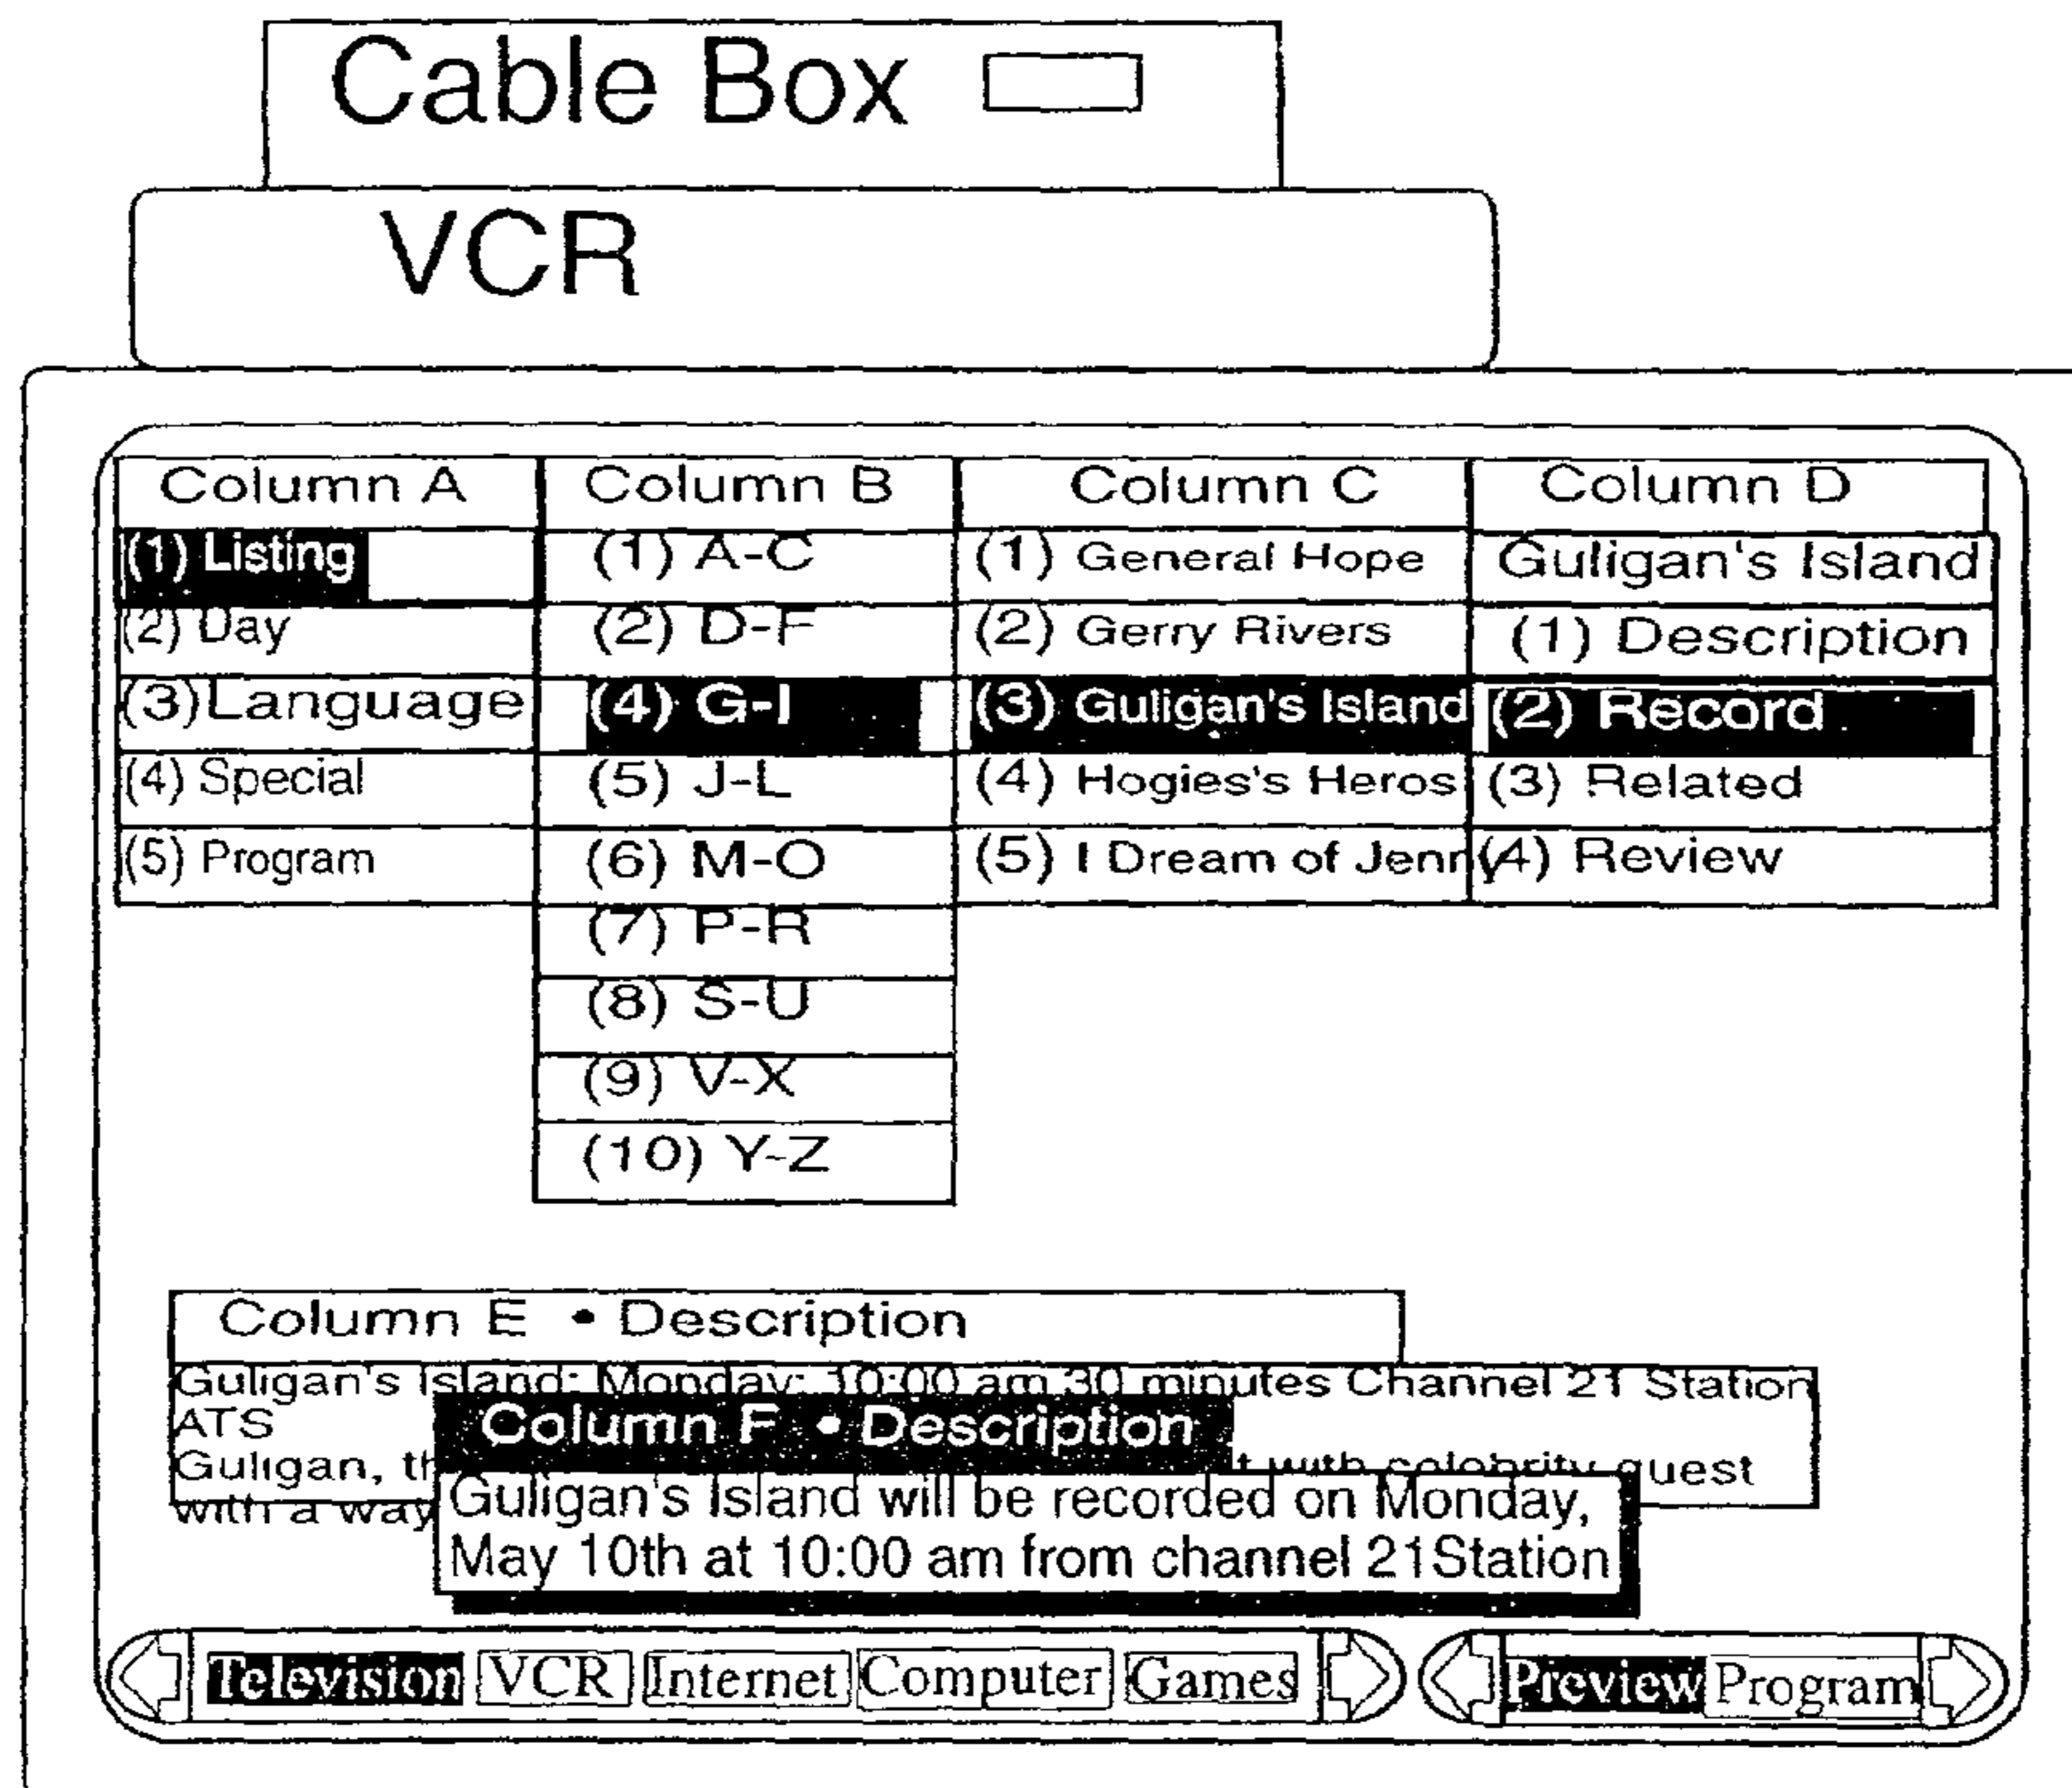 Cable Box
VCR
Column A
(1) Listing
(2) Day
(3)Language
(4) Special
(5) Program
Column B
(1) A-C
(2) D-F
(4) G-I
(5) J-L
(6) M-O
(7) P-R
(8) S-U
(9) V-X
(10) Y-Z
Column C
(1) General Hope
(2) Gerry Rivers
(3) Guligan's Island
(4) Hogies's Heros
(5) I Dream of Jenny
Column D
Guligan's Island
(1) Description
(2) Record
(3) Related
(4) Review
Column E • Description
Guligan's Island: Monday: 10:00 am 30 minutes Channel 21 Station
ATS
Guligan, with celebrity guest
with a way
Column F • Description
Guligan's Island will be recorded on Monday,
May 10th at 10:00 am from channel 21Station
Television VCR Internet Computer Games
Preview Program